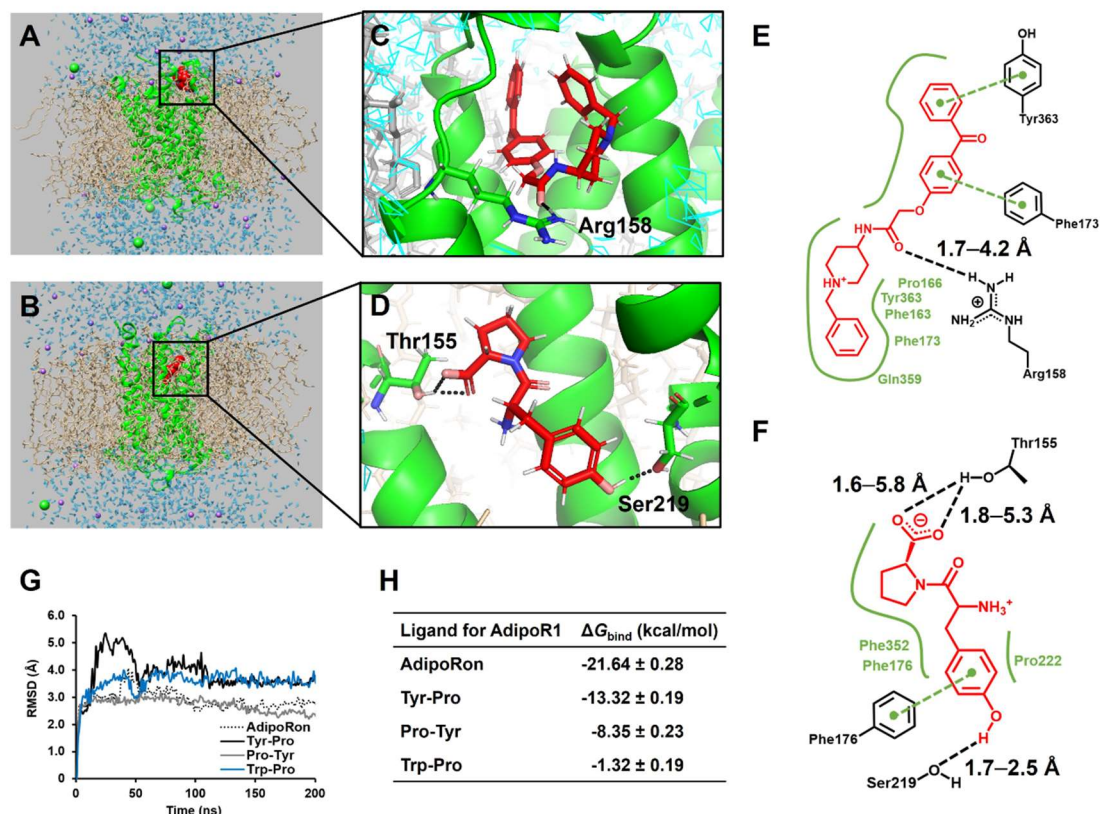 A
C
Arg158
B
D
Thr155
Ser219
E
OH
Tyr363
O
O
Phe173
O
HN
1.7–4.2 Å
NH+
Pro166
Tyr363
Phe163
Phe173
Gln359
H N H
+
NH2 NH
Arg158
F
Thr155
1.6–5.8 Å
H O
1.8–5.3 Å
O − O
O
N
NH3+
Phe352
Phe176
Pro222
Phe176
O
H
Ser219 O H
1.7–2.5 Å
G
RMSD (Å)
6.0
5.0
4.0
3.0
2.0
1.0
0.0
AdipoRon
Tyr-Pro
Pro-Tyr
Trp-Pro
0 50 100 150 200
Time (ns)
H
Ligand for AdipoR1 ΔGbind (kcal/mol)
AdipoRon -21.64 ± 0.28
Tyr-Pro -13.32 ± 0.19
Pro-Tyr -8.35 ± 0.23
Trp-Pro -1.32 ± 0.19